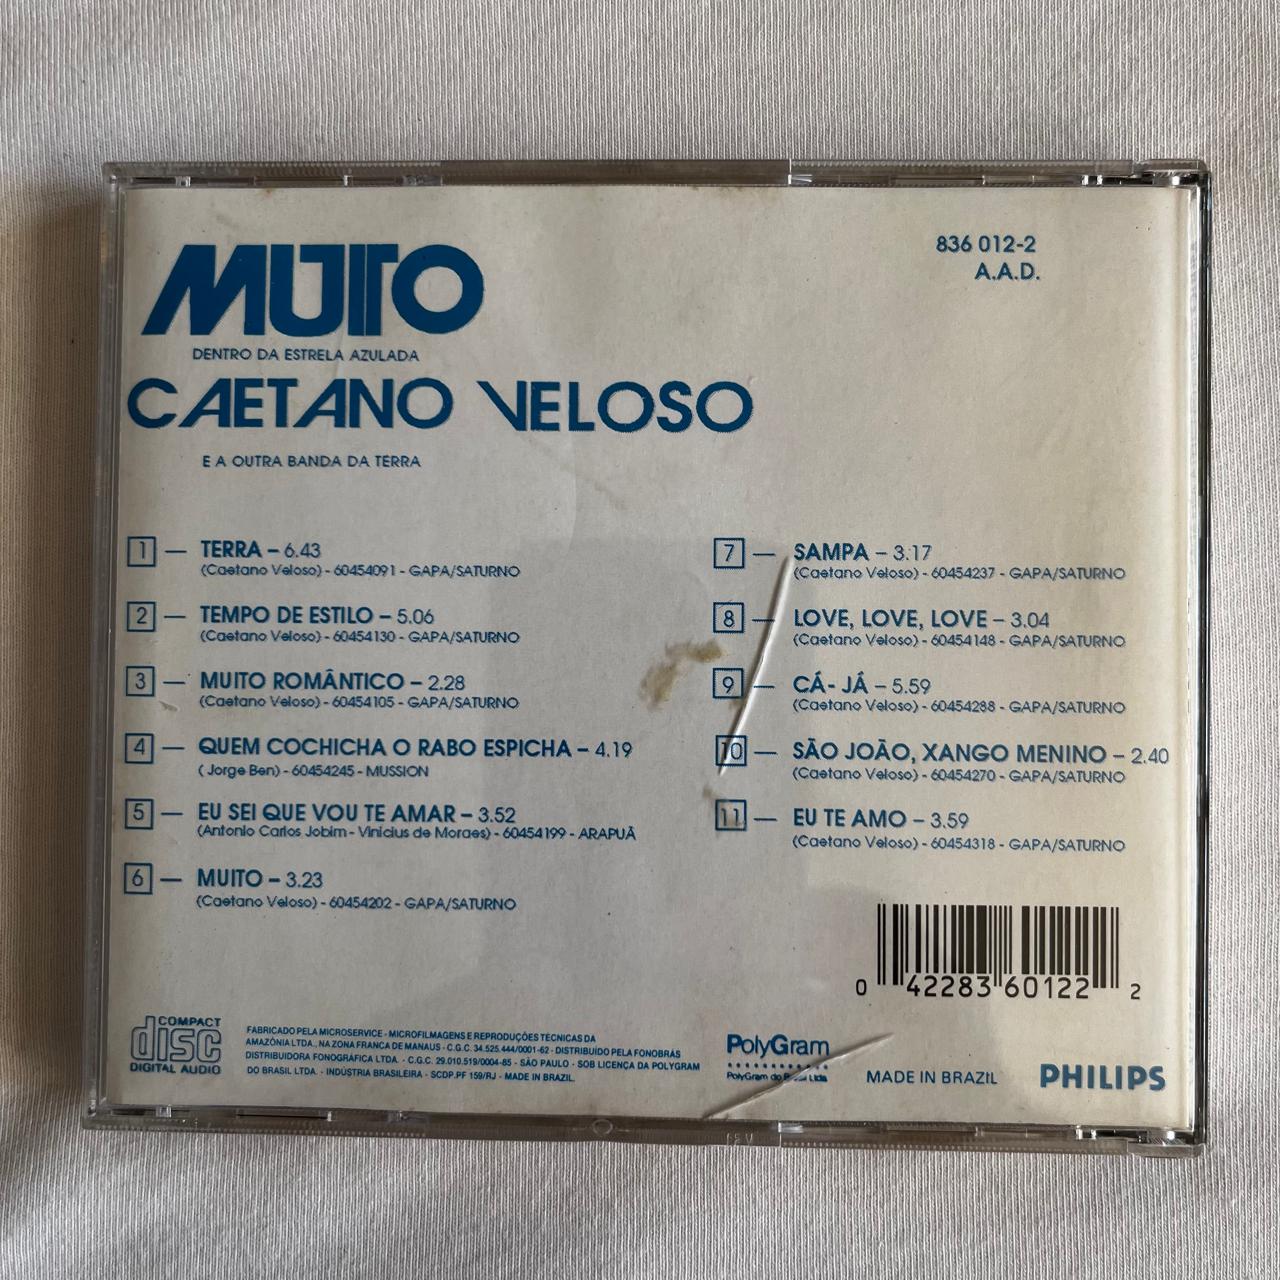 MUITO
DENTRO DA ESTRELA AZULADA
CAETANO VELOSO
E A OUTRA BANDA DA TERRA
836 012-2
A.A.D.
1 — TERRA – 6.43
(Caetano Veloso) - 60454091 - GAPA/SATURNO
2 — TEMPO DE ESTILO – 5.06
(Caetano Veloso) - 60454130 - GAPA/SATURNO
3 — MUITO ROMÂNTICO – 2.28
(Caetano Veloso) - 60454105 - GAPA/SATURNO
4 — QUEM COCHICHA O RABO ESPICHA – 4.19
( Jorge Ben) - 60454245 - MUSSION
5 — EU SEI QUE VOU TE AMAR – 3.52
(Antonio Carlos Jobim - Vinícius de Moraes) - 60454199 - ARAPUÃ
6 — MUITO – 3.23
(Caetano Veloso) - 60454202 - GAPA/SATURNO
7 — SAMPA – 3.17
(Caetano Veloso) - 60454237 - GAPA/SATURNO
8 — LOVE, LOVE, LOVE – 3.04
(Caetano Veloso) - 60454148 - GAPA/SATURNO
9 — CÁ- JÁ – 5.59
(Caetano Veloso) - 60454288 - GAPA/SATURNO
10 — SÃO JOÃO, XANGO MENINO – 2.40
(Caetano Veloso) - 60454270 - GAPA/SATURNO
11 — EU TE AMO – 3.59
(Caetano Veloso) - 60454318 - GAPA/SATURNO
0 42283 60122 2
COMPACT
disc
DIGITAL AUDIO
FABRICADO PELA MICROSERVICE - MICROFILMAGENS E REPRODUÇÕES TÉCNICAS DA
AMAZÔNIA LTDA., NA ZONA FRANCA DE MANAUS - C.G.C. 34.525.444/0001-62 - DISTRIBUÍDO PELA FONOBRÁS
DISTRIBUIDORA FONOGRÁFICA LTDA. - C.G.C. 29.010.519/0004-85 - SÃO PAULO - SOB LICENÇA DA POLYGRAM
DO BRASIL LTDA. - INDÚSTRIA BRASILEIRA - SCDP.PF 159/RJ - MADE IN BRAZIL.
PolyGram
PolyGram do Brasil Ltda
MADE IN BRAZIL
PHILIPS